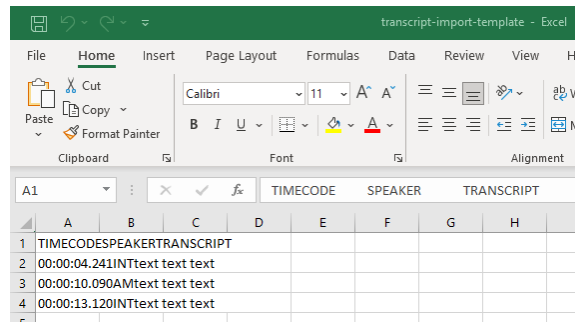 transcript-import-template - Excel
File Home Insert Page Layout Formulas Data Review View H
Cut
Copy
Format Painter
Paste
Calibri 11 A^ A˅
B I U A
ab
Clipboard Font Alignment
A1 fx TIMECODE SPEAKER TRANSCRIPT
A B C D E F G H
1 TIMECODESPEAKERTRANSCRIPT
2 00:00:04.241INTtext text text
3 00:00:10.090AMtext text text
4 00:00:13.120INTtext text text